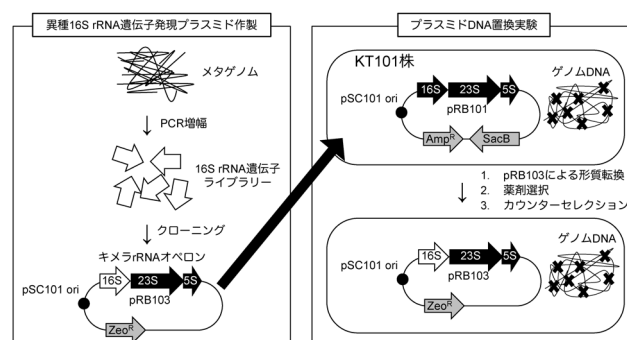 異種16S rRNA遺伝子発現プラスミド作製
メタゲノム
PCR増幅
16S rRNA遺伝子
ライブラリー
クローニング
キメラrRNAオペロン
pSC101 ori
16S
23S
5S
pRB103
ZeoR
プラスミドDNA置換実験
KT101株
ゲノムDNA
pSC101 ori
16S
23S
5S
pRB101
AmpR
SacB
1. pRB103による形質転換
2. 薬剤選択
3. カウンターセレクション
ゲノムDNA
pSC101 ori
16S
23S
5S
pRB103
ZeoR